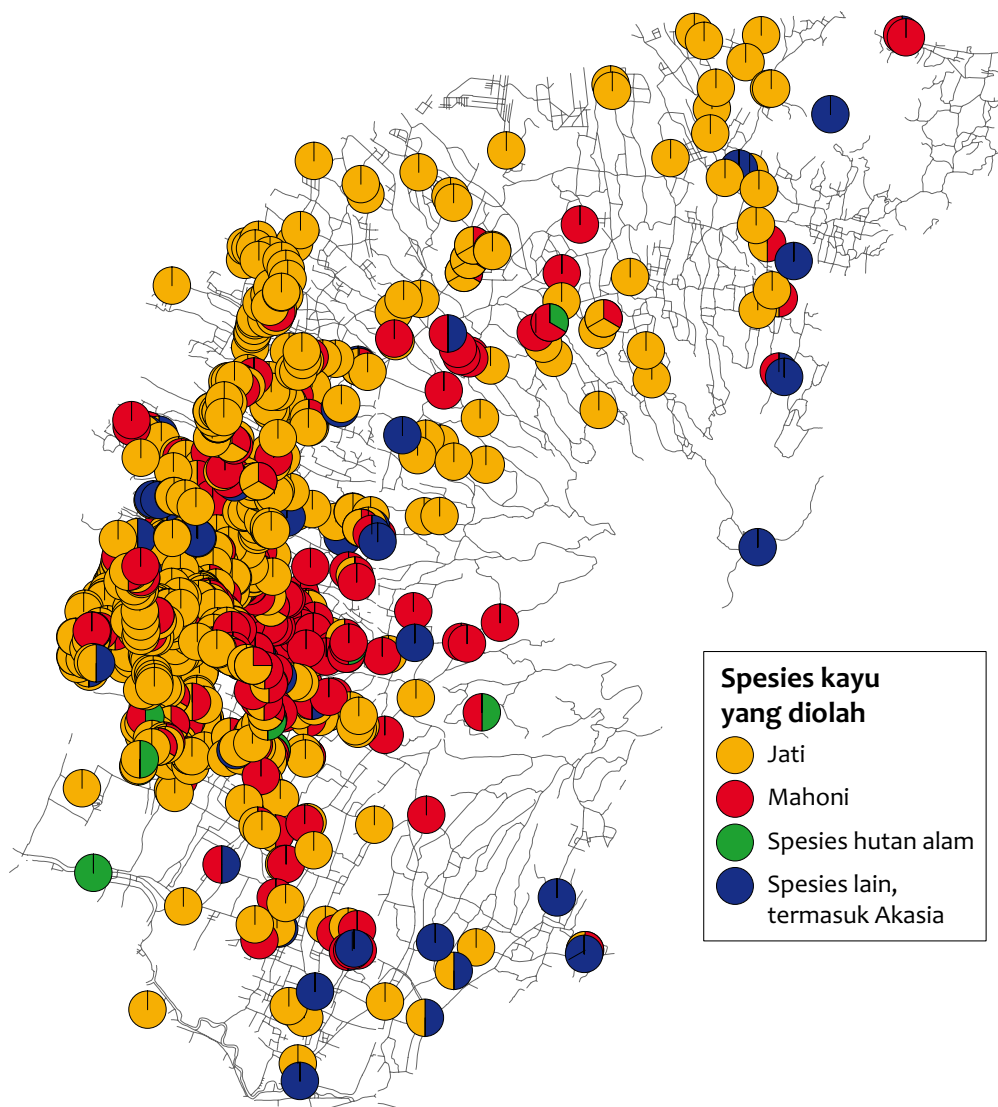 Spesies kayu
yang diolah
Jati
Mahoni
Spesies hutan alam
Spesies lain,
termasuk Akasia